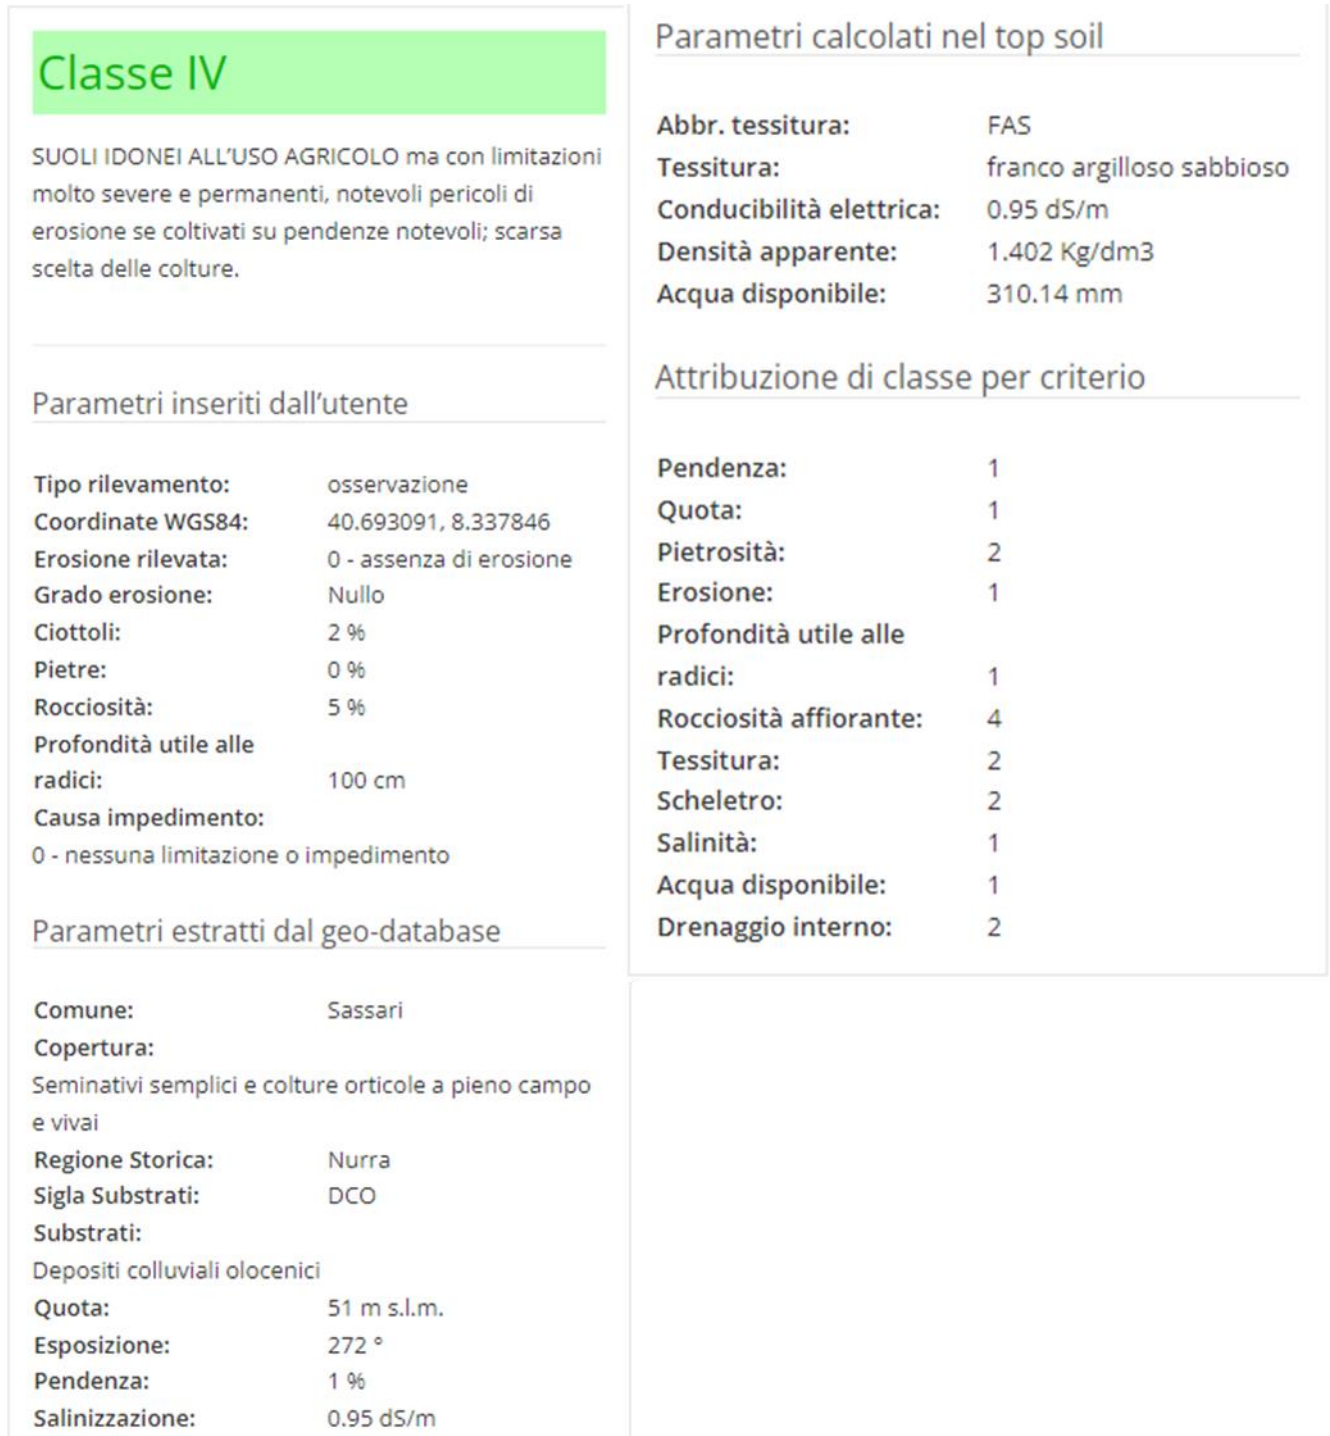 Classe IV
SUOLI IDONEI ALL'USO AGRICOLO ma con limitazioni
molto severe e permanenti, notevoli pericoli di
erosione se coltivati su pendenze notevoli; scarsa
scelta delle colture.
Parametri inseriti dall'utente
Tipo rilevamento: osservazione
Coordinate WGS84: 40.693091, 8.337846
Erosione rilevata: 0 - assenza di erosione
Grado erosione: Nullo
Ciottoli: 2 %
Pietre: 0 %
Rocciosità: 5 %
Profondità utile alle
radici: 100 cm
Causa impedimento:
0 - nessuna limitazione o impedimento
Parametri estratti dal geo-database
Comune: Sassari
Copertura:
Seminativi semplici e colture orticole a pieno campo
e vivai
Regione Storica: Nurra
Sigla Substrati: DCO
Substrati:
Depositi colluviali olocenici
Quota: 51 m s.l.m.
Esposizione: 272 °
Pendenza: 1 %
Salinizzazione: 0.95 dS/m
Parametri calcolati nel top soil
Abbr. tessitura: FAS
Tessitura: franco argilloso sabbioso
Conducibilità elettrica: 0.95 dS/m
Densità apparente: 1.402 Kg/dm3
Acqua disponibile: 310.14 mm
Attribuzione di classe per criterio
Pendenza: 1
Quota: 1
Pietrosità: 2
Erosione: 1
Profondità utile alle
radici: 1
Rocciosità affiorante: 4
Tessitura: 2
Scheletro: 2
Salinità: 1
Acqua disponibile: 1
Drenaggio interno: 2